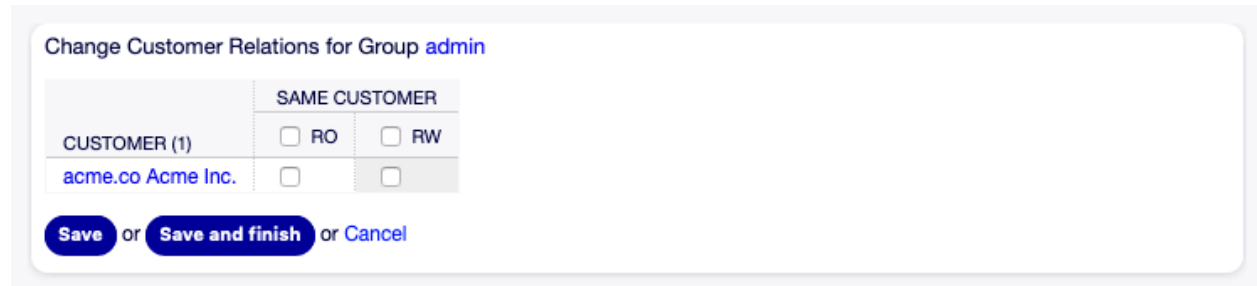 Change Customer Relations for Group admin
SAME CUSTOMER
CUSTOMER (1) RO RW
acme.co Acme Inc.
Save or Save and finish or Cancel